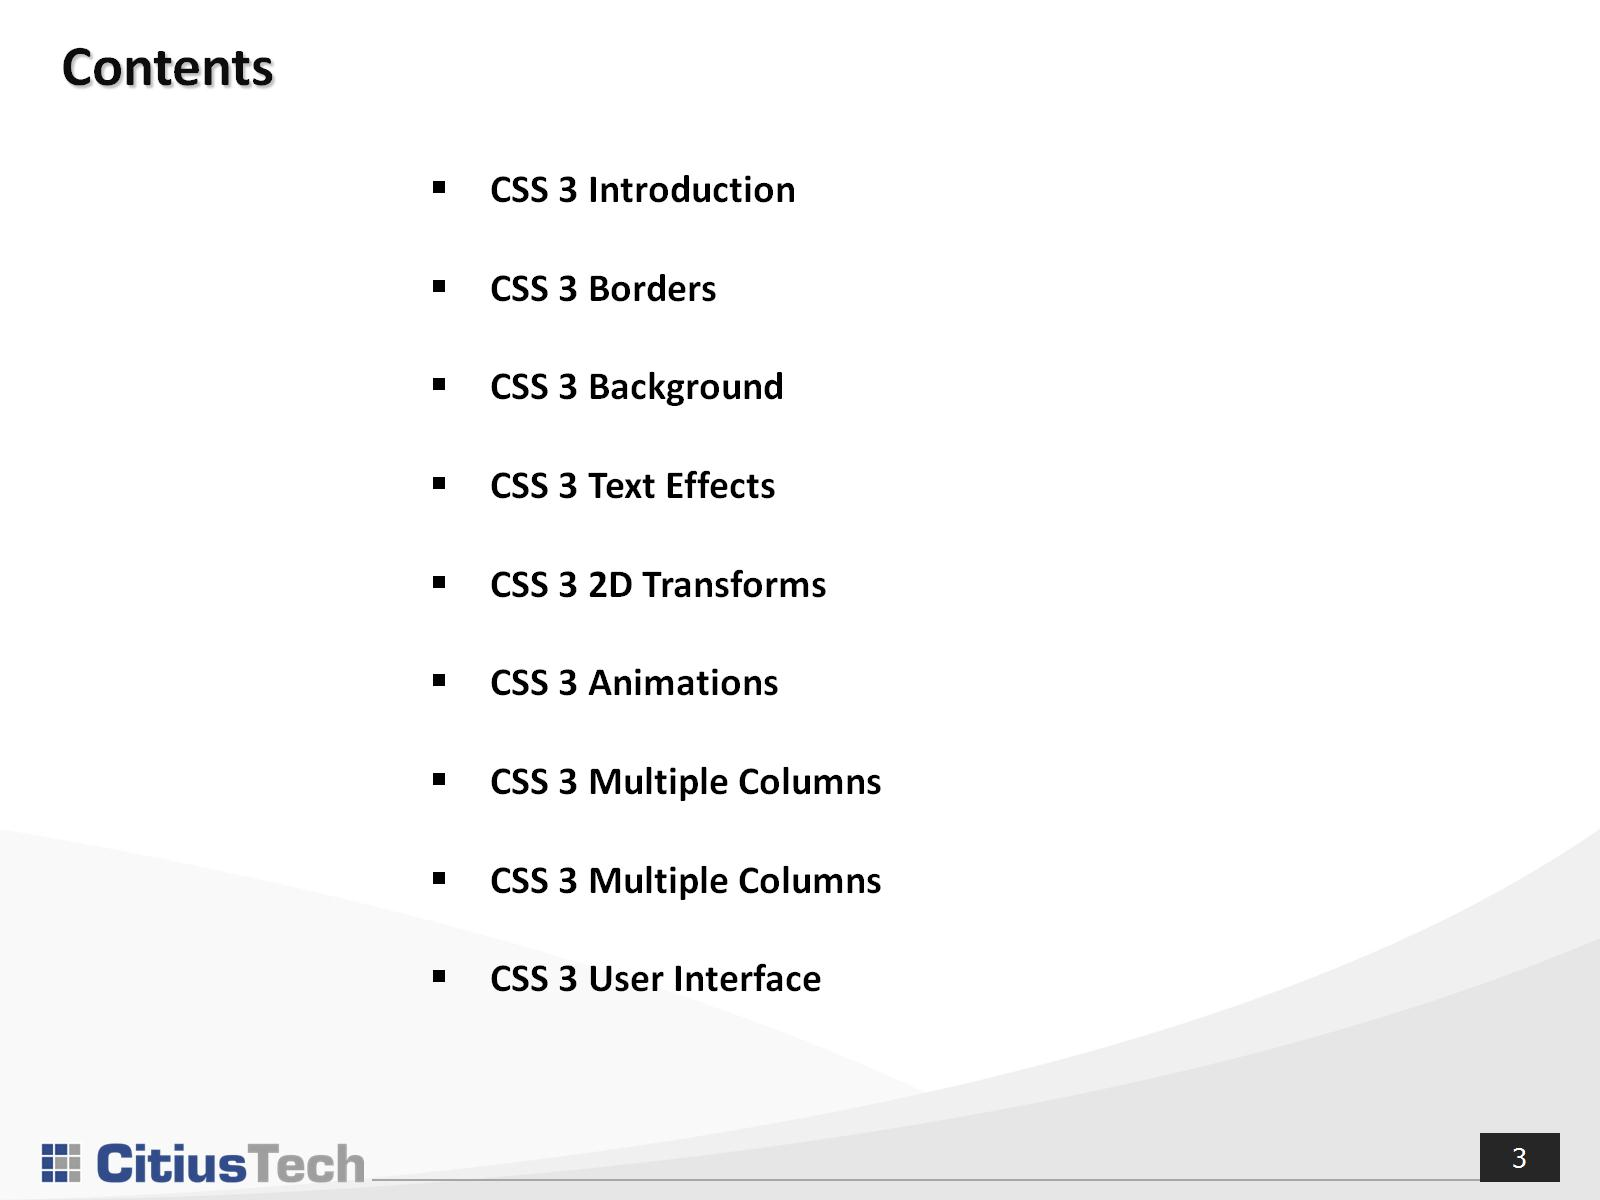 Contents
▪ CSS 3 Introduction
▪ CSS 3 Borders
▪ CSS 3 Background
▪ CSS 3 Text Effects
▪ CSS 3 2D Transforms
▪ CSS 3 Animations
▪ CSS 3 Multiple Columns
▪ CSS 3 Multiple Columns
▪ CSS 3 User Interface
CitiusTech
3